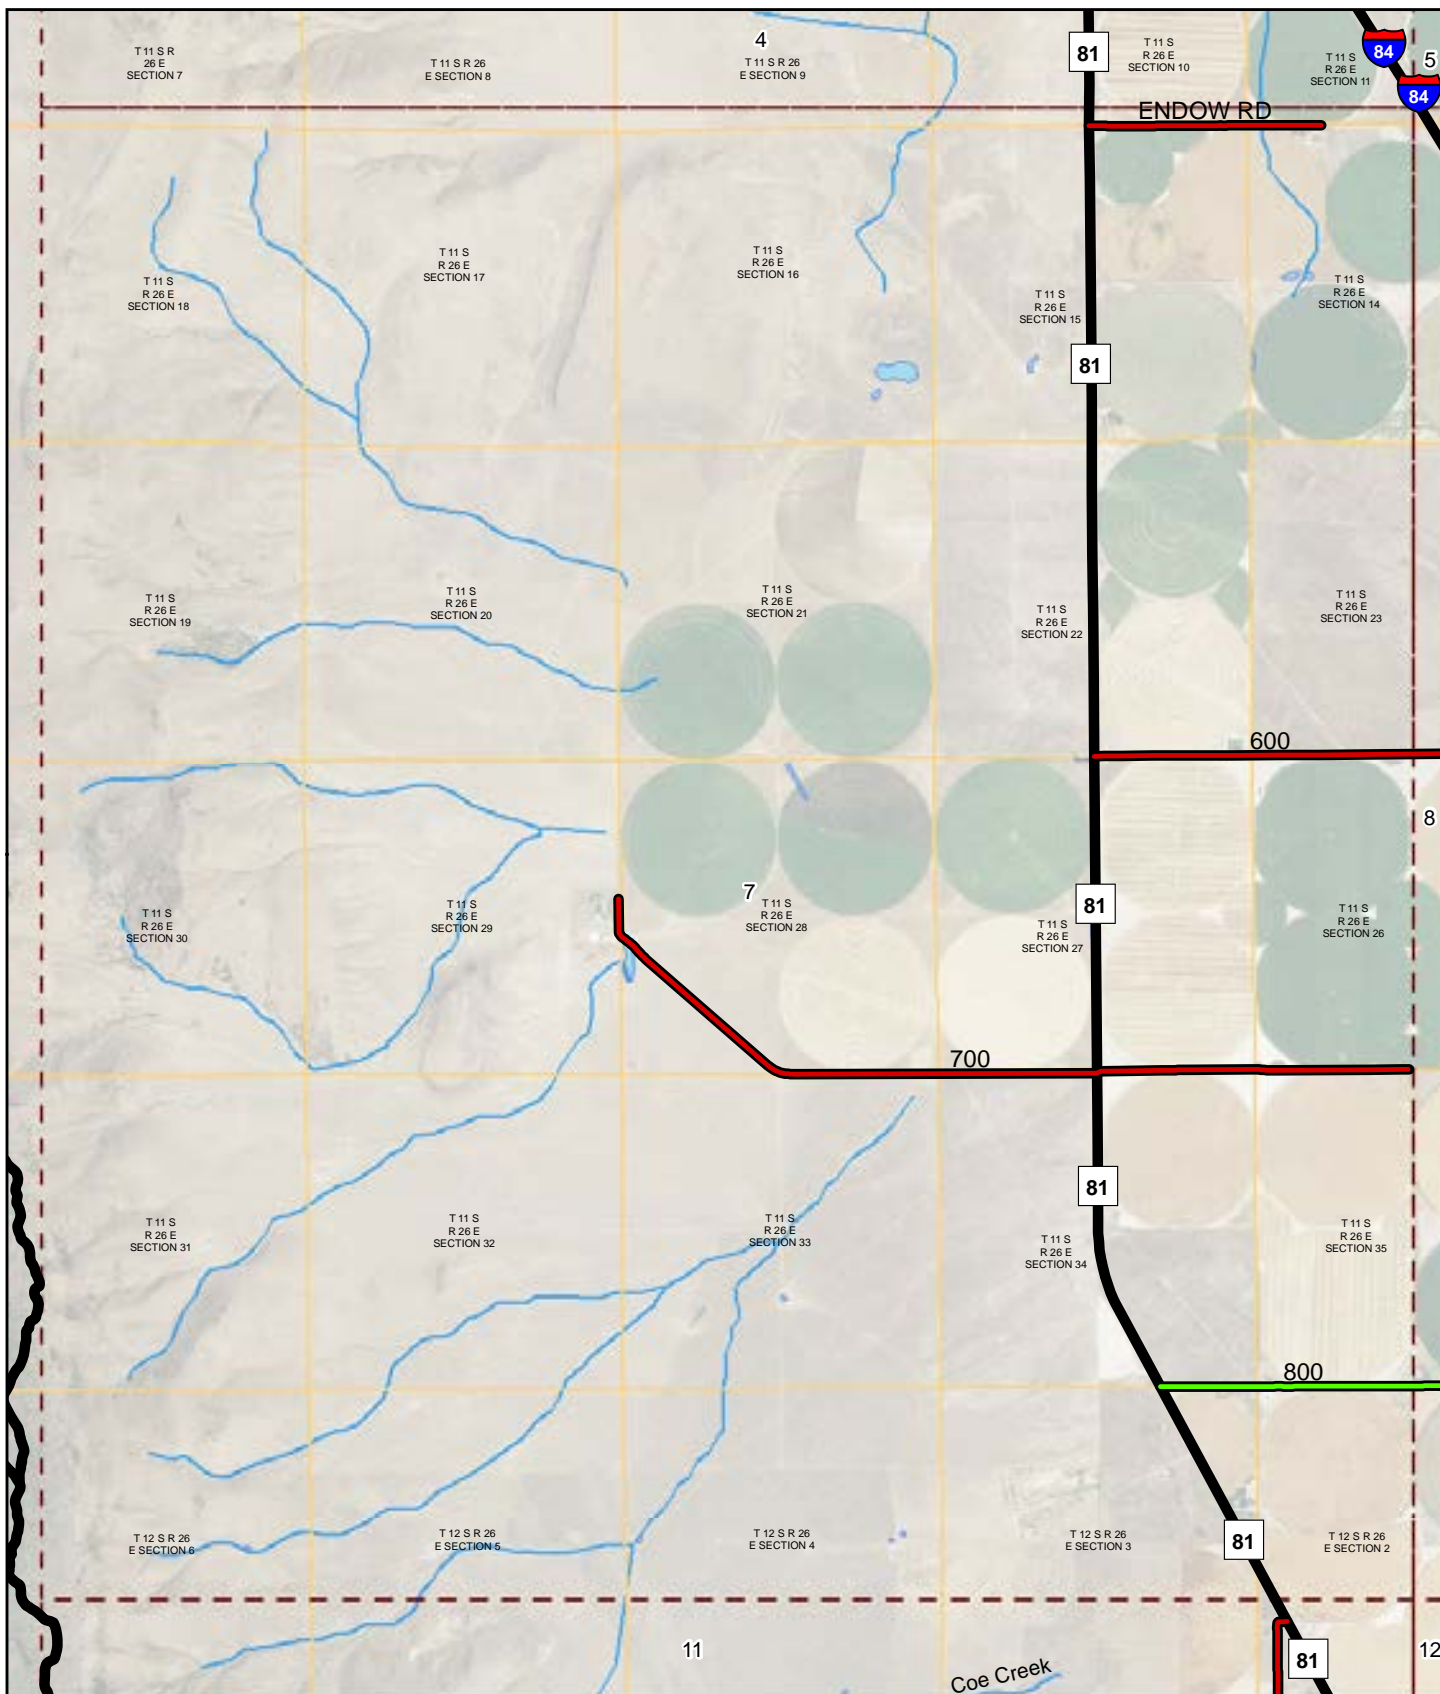 4
T 11 S R
26 E
SECTION 7
T 11 S R 26
E SECTION 8
T 11 S R 26
E SECTION 9
81
T 11 S
R 26 E
SECTION 10
T 11 S
R 26 E
SECTION 11
84
5
84
ENDOW RD
T 11 S
R 26 E
SECTION 18
T 11 S
R 26 E
SECTION 17
T 11 S
R 26 E
SECTION 16
T 11 S
R 26 E
SECTION 15
T 11 S
R 26 E
SECTION 14
81
T 11 S
R 26 E
SECTION 19
T 11 S
R 26 E
SECTION 20
T 11 S
R 26 E
SECTION 21
T 11 S
R 26 E
SECTION 22
T 11 S
R 26 E
SECTION 23
600
8
7
T 11 S
R 26 E
SECTION 30
T 11 S
R 26 E
SECTION 29
T 11 S
R 26 E
SECTION 28
T 11 S
R 26 E
SECTION 27
81
T 11 S
R 26 E
SECTION 26
700
81
T 11 S
R 26 E
SECTION 31
T 11 S
R 26 E
SECTION 32
T 11 S
R 26 E
SECTION 33
T 11 S
R 26 E
SECTION 34
T 11 S
R 26 E
SECTION 35
800
T 12 S R 26
E SECTION 6
T 12 S R 26
E SECTION 5
T 12 S R 26
E SECTION 4
T 12 S R 26
E SECTION 3
81
T 12 S R 26
E SECTION 2
11
Coe Creek
81
12